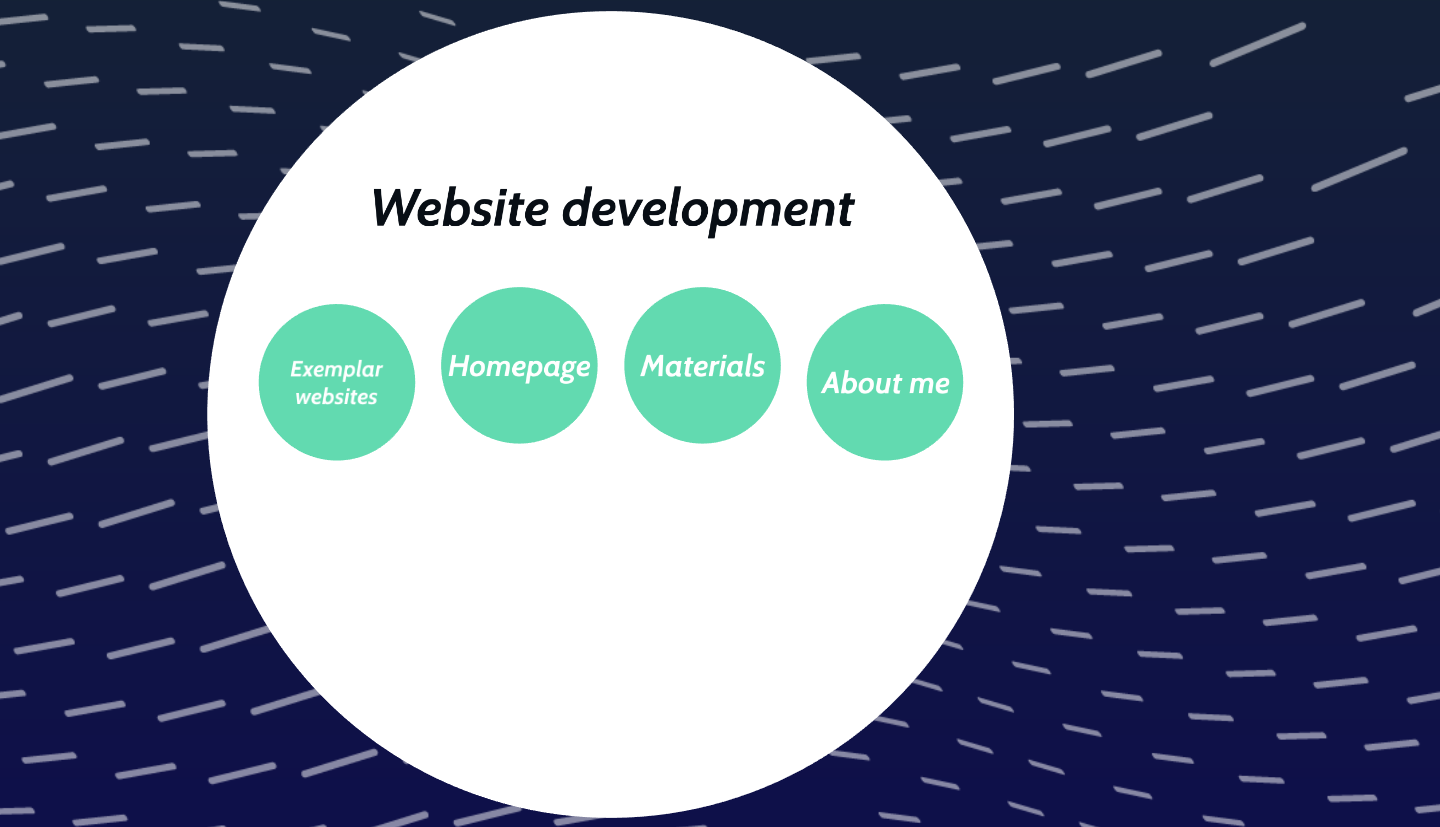 Website development
Exemplar
websites
Homepage
Materials
About me